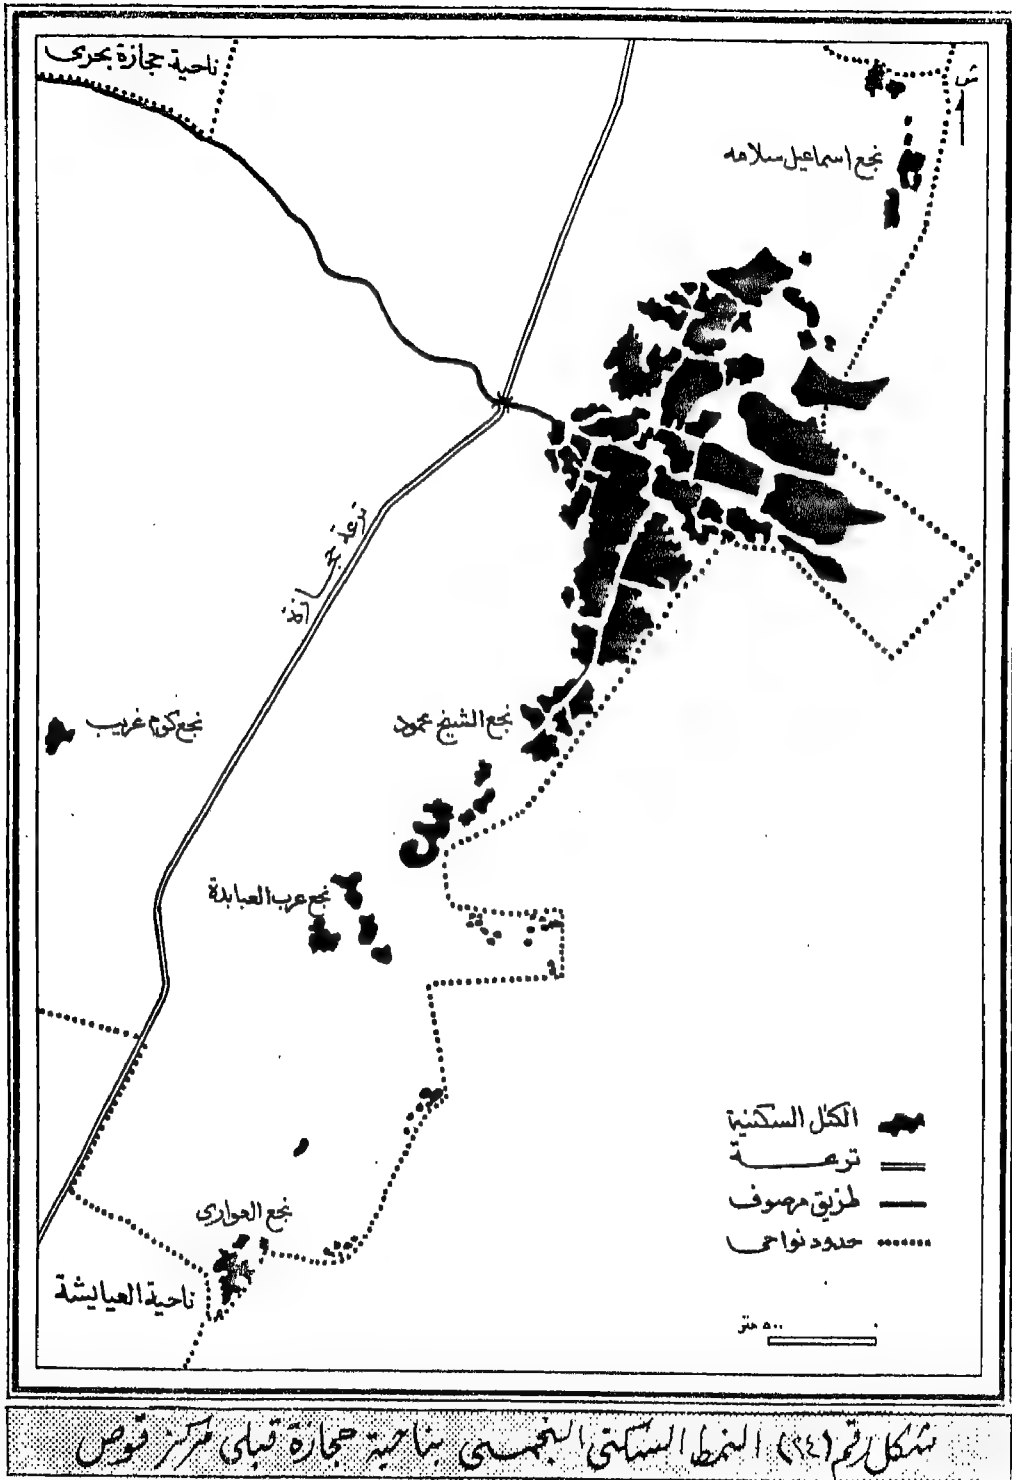 ناحية حجازة بحرى
ش
نجع اسماعيل سلامه
ترعة حجازة
نجع كوم غريب
نجع الشيخ محمود
نجع عرب العبابدة
الكتل السكنية
ترعة
طريق مرصوف
حدود نواحى
نجع العوارى
ناحية العيايشة
٥٠٠ متر
٠
شكل رقم (٢٤) النمط السكنى النجمى بناحية حجازة قبلى مركز قوص